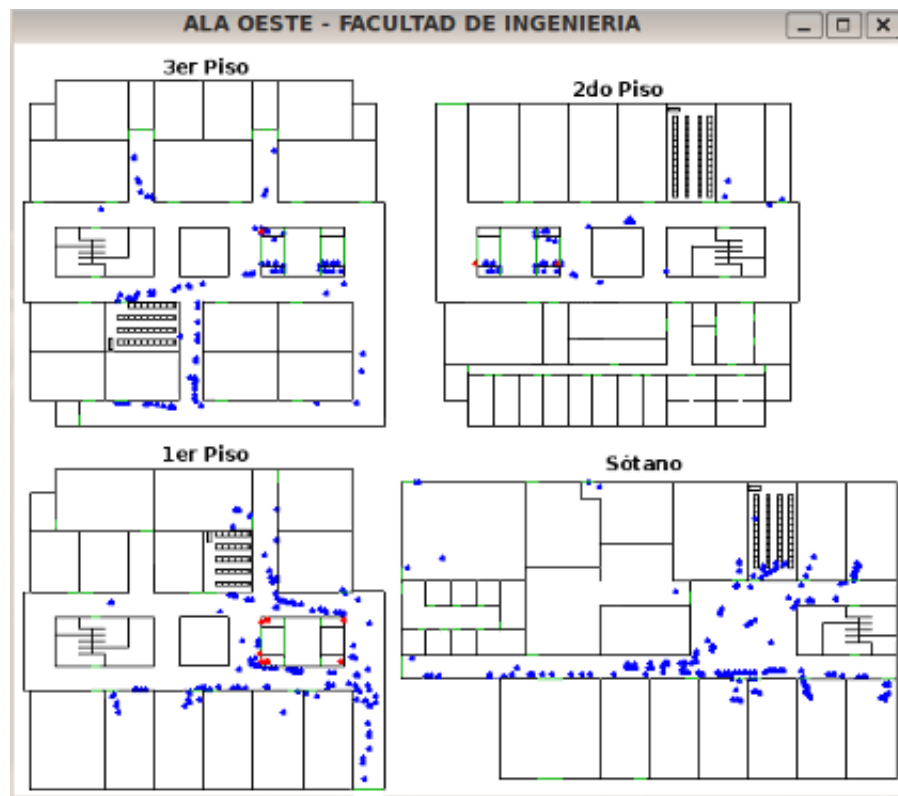 ALA OESTE - FACULTAD DE INGENIERIA
3er Piso
2do Piso
1er Piso
Sótano